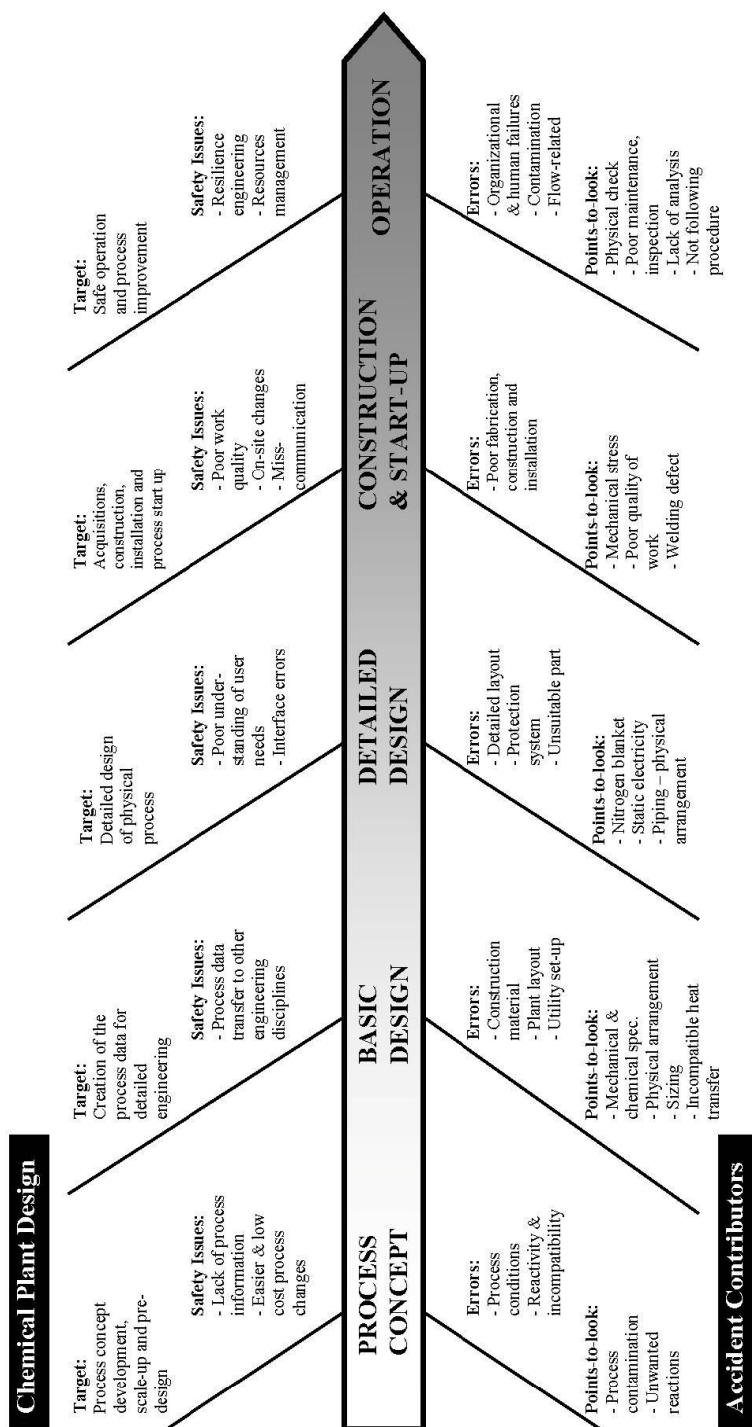 Chemical Plant Design
Target:
Process concept
development,
scale-up and pre-
design
Safety Issues:
- Lack of process
information
- Easier & low
cost process
changes
Target:
Creation of the
process data for
detailed
engineering
Safety Issues:
- Process data
transfer to other
engineering
disciplines
Target:
Detailed design
of physical
process
Safety Issues:
- Poor under-
standing of user
needs
- Interface errors
Target:
Acquisitions,
construction,
installation and
process start up
Safety Issues:
- Poor work
quality
- On-site changes
- Miss-
communication
Target:
Safe operation
and process
improvement
Safety Issues:
- Resilience
engineering
- Resources
management
PROCESS
CONCEPT
BASIC
DESIGN
DETAILED
DESIGN
CONSTRUCTION
& START-UP
OPERATION
Errors:
- Process
conditions
- Reactivity &
incompatibility
Points-to-look:
- Process
contamination
- Unwanted
reactions
Errors:
- Construction
material
- Plant layout
- Utility set-up
Points-to-look:
- Mechanical &
chemical spec.
- Physical arrangement
- Sizing
- Incompatible heat
transfer
Errors:
- Detailed layout
- Protection
system
- Unsuitable part
Points-to-look:
- Nitrogen blanket
- Static electricity
- Piping – physical
arrangement
Errors:
- Poor fabrication,
construction and
installation
Points-to-look:
- Mechanical stress
- Poor quality of
work
- Welding defect
Errors:
- Organizational
& human failures
- Contamination
- Flow-related
Points-to-look:
- Physical check
- Poor maintenance,
inspection
- Lack of analysis
- Not following
procedure
Accident Contributors